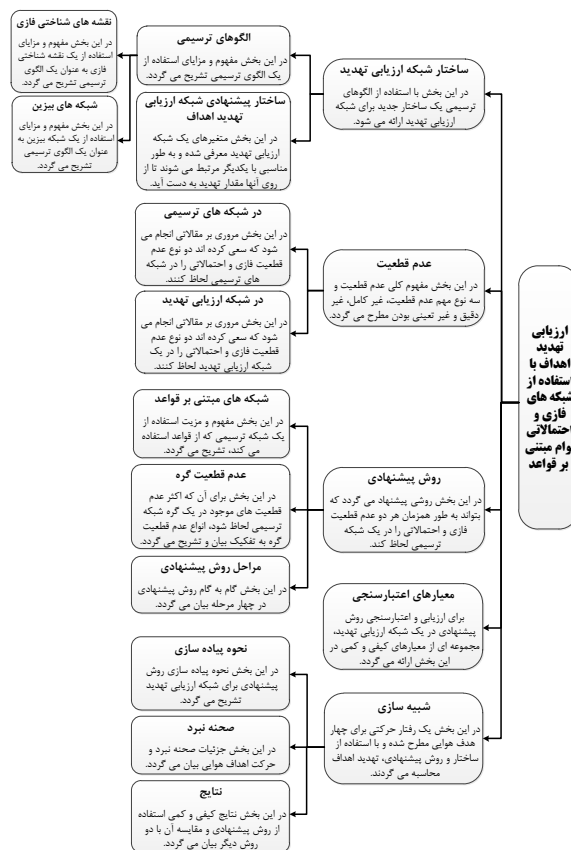 ارزیابی
تهدید
اهداف با
استفاده از
شبکه های
فازی و
احتمالاتی
توام مبتنی
بر قواعد
ساختار شبکه ارزیابی تهدید
در این بخش با استفاده از الگوهای
ترسیمی یک ساختار جدید برای شبکه
ارزیابی تهدید ارائه می شود.
الگوهای ترسیمی
در این بخش مفهوم و مزایای استفاده از
یک الگوی ترسیمی تشریح می گردد.
نقشه های شناختی فازی
در این بخش مفهوم و مزایای
استفاده از یک نقشه شناختی
فازی به عنوان یک الگوی
ترسیمی تشریح می گردد.
شبکه های بیزین
در این بخش مفهوم و مزایای
استفاده از یک شبکه بیزین به
عنوان یک الگوی ترسیمی
تشریح می گردد.
ساختار پیشنهادی شبکه ارزیابی
تهدید اهداف
در این بخش متغیرهای یک شبکه
ارزیابی تهدید معرفی شده و به طور
مناسبی با یکدیگر مرتبط می شوند تا از
روی آنها مقدار تهدید به دست آید.
عدم قطعیت
در این بخش مفهوم کلی عدم قطعیت و
سه نوع مهم عدم قطعیت، غیر کامل، غیر
دقیق و غیر تعینی بودن مطرح می گردد.
در شبکه های ترسیمی
در این بخش مروری بر مقالاتی انجام می
شود که سعی کرده اند دو نوع عدم
قطعیت فازی و احتمالاتی را در شبکه
های ترسیمی لحاظ کنند.
در شبکه ارزیابی تهدید
در این بخش مروری بر مقالاتی انجام می
شود که سعی کرده اند دو نوع عدم
قطعیت فازی و احتمالاتی را در یک
شبکه ارزیابی تهدید لحاظ کنند.
روش پیشنهادی
در این بخش روشی پیشنهاد می گردد که
بتواند به طور همزمان هر دو عدم قطعیت
فازی و احتمالاتی را در یک شبکه
ترسیمی لحاظ کند.
شبکه های مبتنی بر قواعد
در این بخش مفهوم و مزیت استفاده از
یک شبکه ترسیمی که از قواعد استفاده
می کند، تشریح می گردد.
عدم قطعیت گره
در این بخش برای آن که اکثر عدم
قطعیت های موجود در یک گره شبکه
ترسیمی لحاظ شود، انواع عدم قطعیت
گره به تفکیک بیان و تشریح می گردد.
مراحل روش پیشنهادی
در این بخش گام به گام روش پیشنهادی
در چهار مرحله بیان می گردد.
معیارهای اعتبارسنجی
برای ارزیابی و اعتبارسنجی روش
پیشنهادی در یک شبکه ارزیابی تهدید،
مجموعه ای از معیارهای کیفی و کمی در
این بخش ارائه می گردد.
شبیه سازی
در این بخش یک رفتار حرکتی برای چهار
هدف هوایی مطرح شده و با استفاده از
ساختار و روش پیشنهادی، تهدید اهداف
محاسبه می گردند.
نحوه پیاده سازی
در این بخش نحوه پیاده سازی روش
پیشنهادی برای شبکه ارزیابی تهدید
تشریح می گردد.
صحنه نبرد
در این بخش جزئیات صحنه نبرد و
حرکت اهداف هوایی بیان می گردد.
نتایج
در این بخش نتایج کیفی و کمی استفاده
از روش پیشنهادی و مقایسه آن با دو
روش دیگر بیان می گردد.